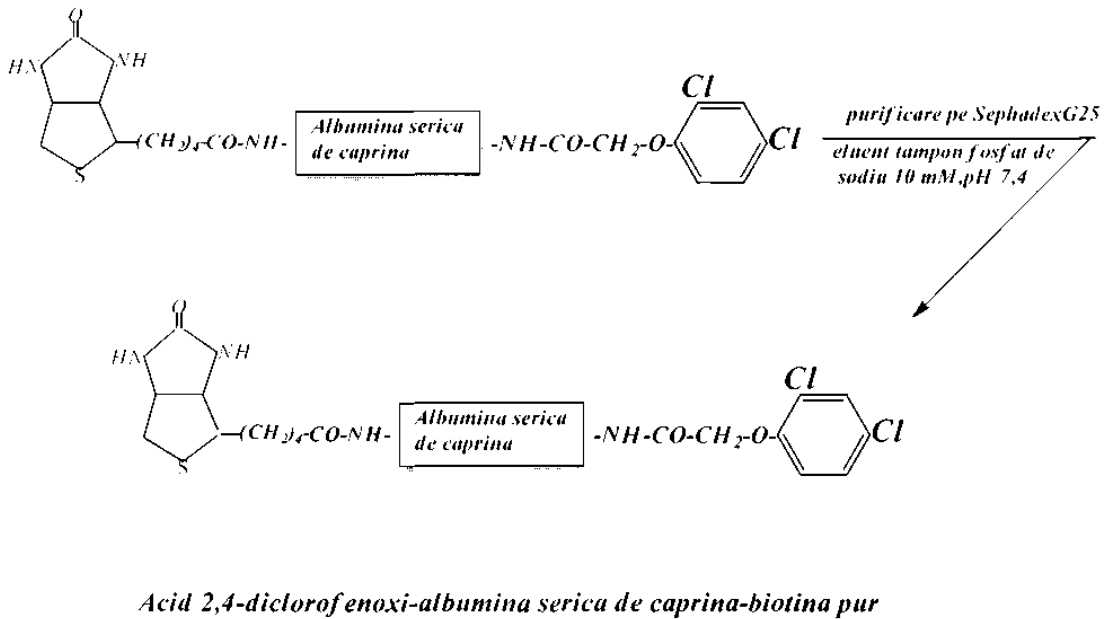 O
HN NH
S
-(CH2)4-CO-NH-
Albumina serica
de caprina
-NH-CO-CH2-O-
Cl
Cl
purificare pe SephadexG25
eluent tampon fosfat de
sodiu 10 mM,pH 7,4
O
HN NH
S
-(CH2)4-CO-NH-
Albumina serica
de caprina
-NH-CO-CH2-O-
Cl
Cl
Acid 2,4-diclorofenoxi-albumina serica de caprina-biotina pur